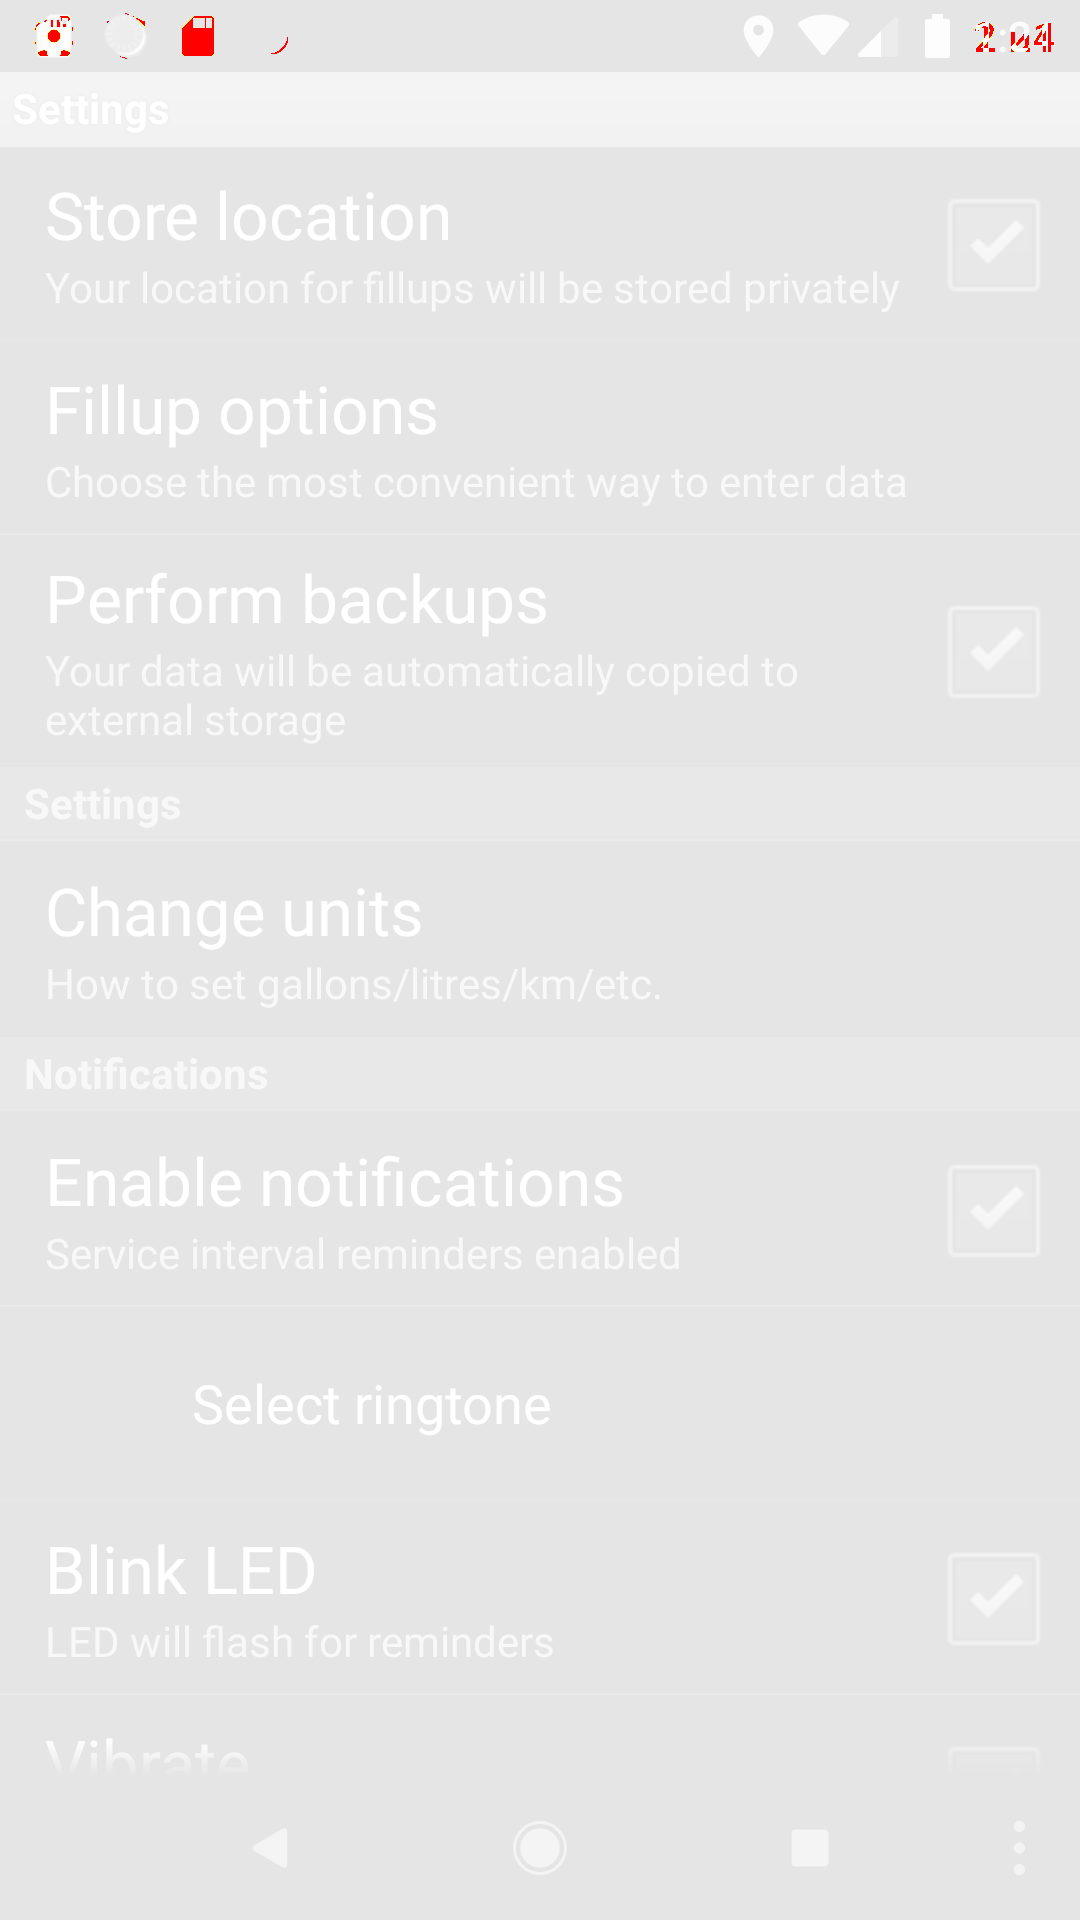 Settings
Store location
Your location for fillups will be stored privately
Fillup options
Choose the most convenient way to enter data
Perform backups
Your data will be automatically copied to
external storage
Settings
Change units
How to set gallons/litres/km/etc.
Notifications
Enable notifications
Service interval reminders enabled
Select ringtone
Blink LED
LED will flash for reminders
Vibrate